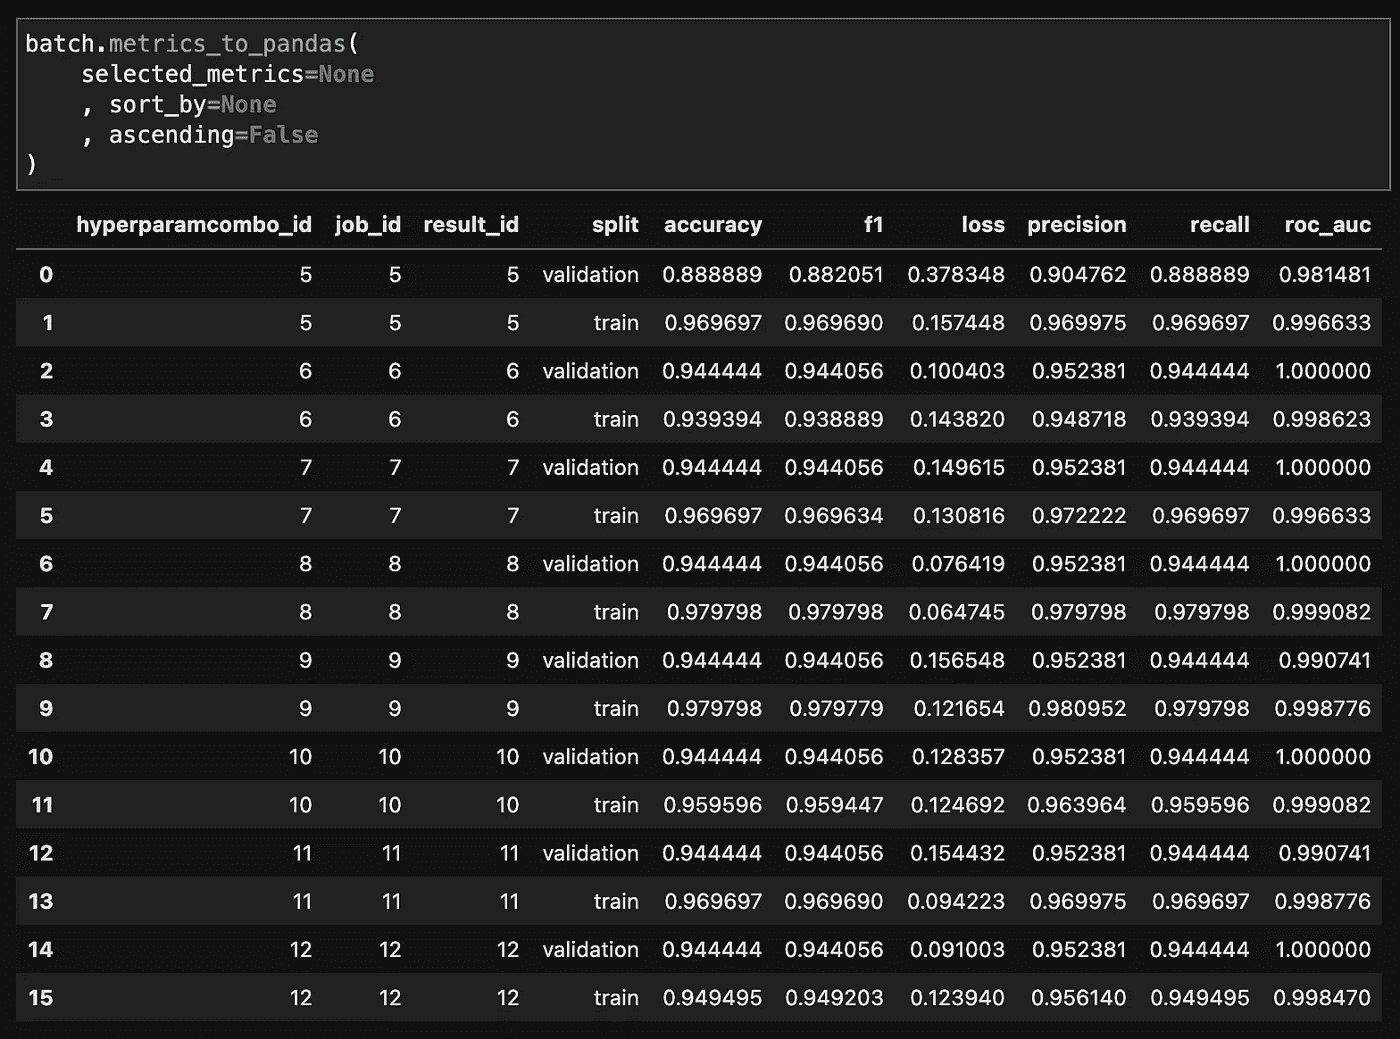 batch.metrics_to_pandas(
    selected_metrics=None
    , sort_by=None
    , ascending=False
)
hyperparamcombo_id job_id result_id split accuracy f1 loss precision recall roc_auc
0 5 5 5 validation 0.888889 0.882051 0.378348 0.904762 0.888889 0.981481
1 5 5 5 train 0.969697 0.969690 0.157448 0.969975 0.969697 0.996633
2 6 6 6 validation 0.944444 0.944056 0.100403 0.952381 0.944444 1.000000
3 6 6 6 train 0.939394 0.938889 0.143820 0.948718 0.939394 0.998623
4 7 7 7 validation 0.944444 0.944056 0.149615 0.952381 0.944444 1.000000
5 7 7 7 train 0.969697 0.969634 0.130816 0.972222 0.969697 0.996633
6 8 8 8 validation 0.944444 0.944056 0.076419 0.952381 0.944444 1.000000
7 8 8 8 train 0.979798 0.979798 0.064745 0.979798 0.979798 0.999082
8 9 9 9 validation 0.944444 0.944056 0.156548 0.952381 0.944444 0.990741
9 9 9 9 train 0.979798 0.979779 0.121654 0.980952 0.979798 0.998776
10 10 10 10 validation 0.944444 0.944056 0.128357 0.952381 0.944444 1.000000
11 10 10 10 train 0.959596 0.959447 0.124692 0.963964 0.959596 0.999082
12 11 11 11 validation 0.944444 0.944056 0.154432 0.952381 0.944444 0.990741
13 11 11 11 train 0.969697 0.969690 0.094223 0.969975 0.969697 0.998776
14 12 12 12 validation 0.944444 0.944056 0.091003 0.952381 0.944444 1.000000
15 12 12 12 train 0.949495 0.949203 0.123940 0.956140 0.949495 0.998470